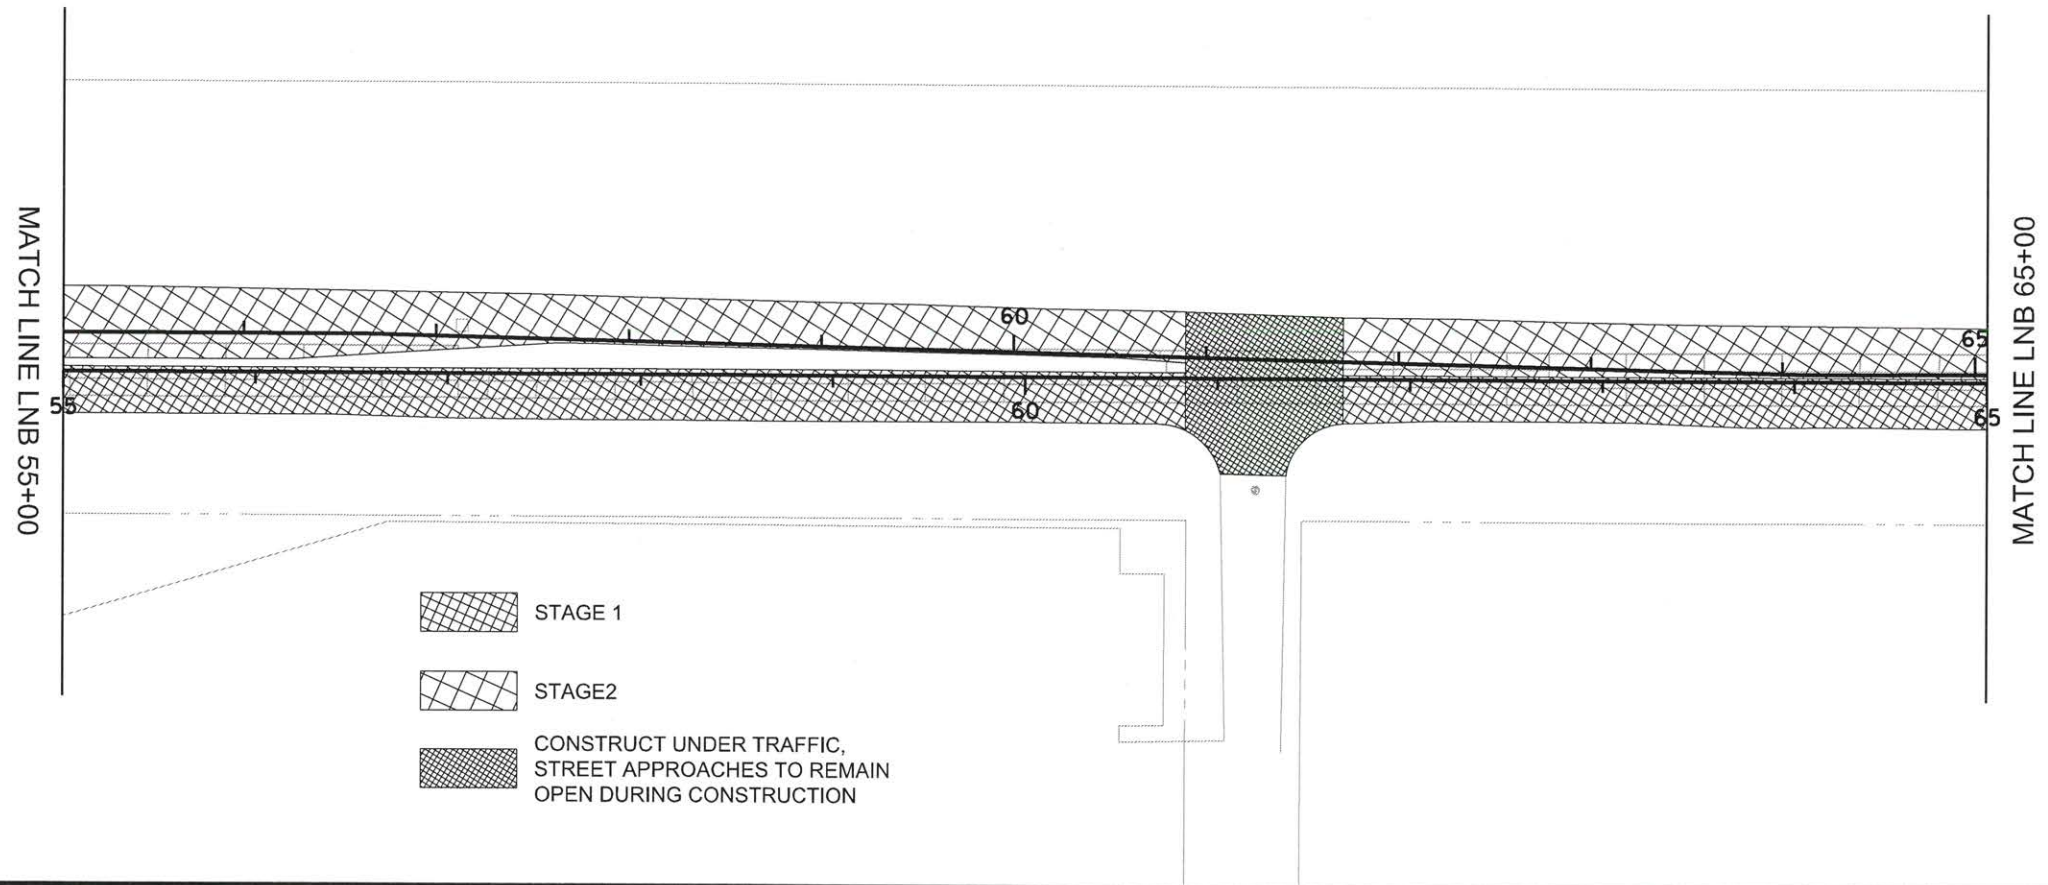 MATCH LINE LNB 55+00
60
65
55
60
65
MATCH LINE LNB 65+00
STAGE 1
STAGE2
CONSTRUCT UNDER TRAFFIC,
STREET APPROACHES TO REMAIN
OPEN DURING CONSTRUCTION